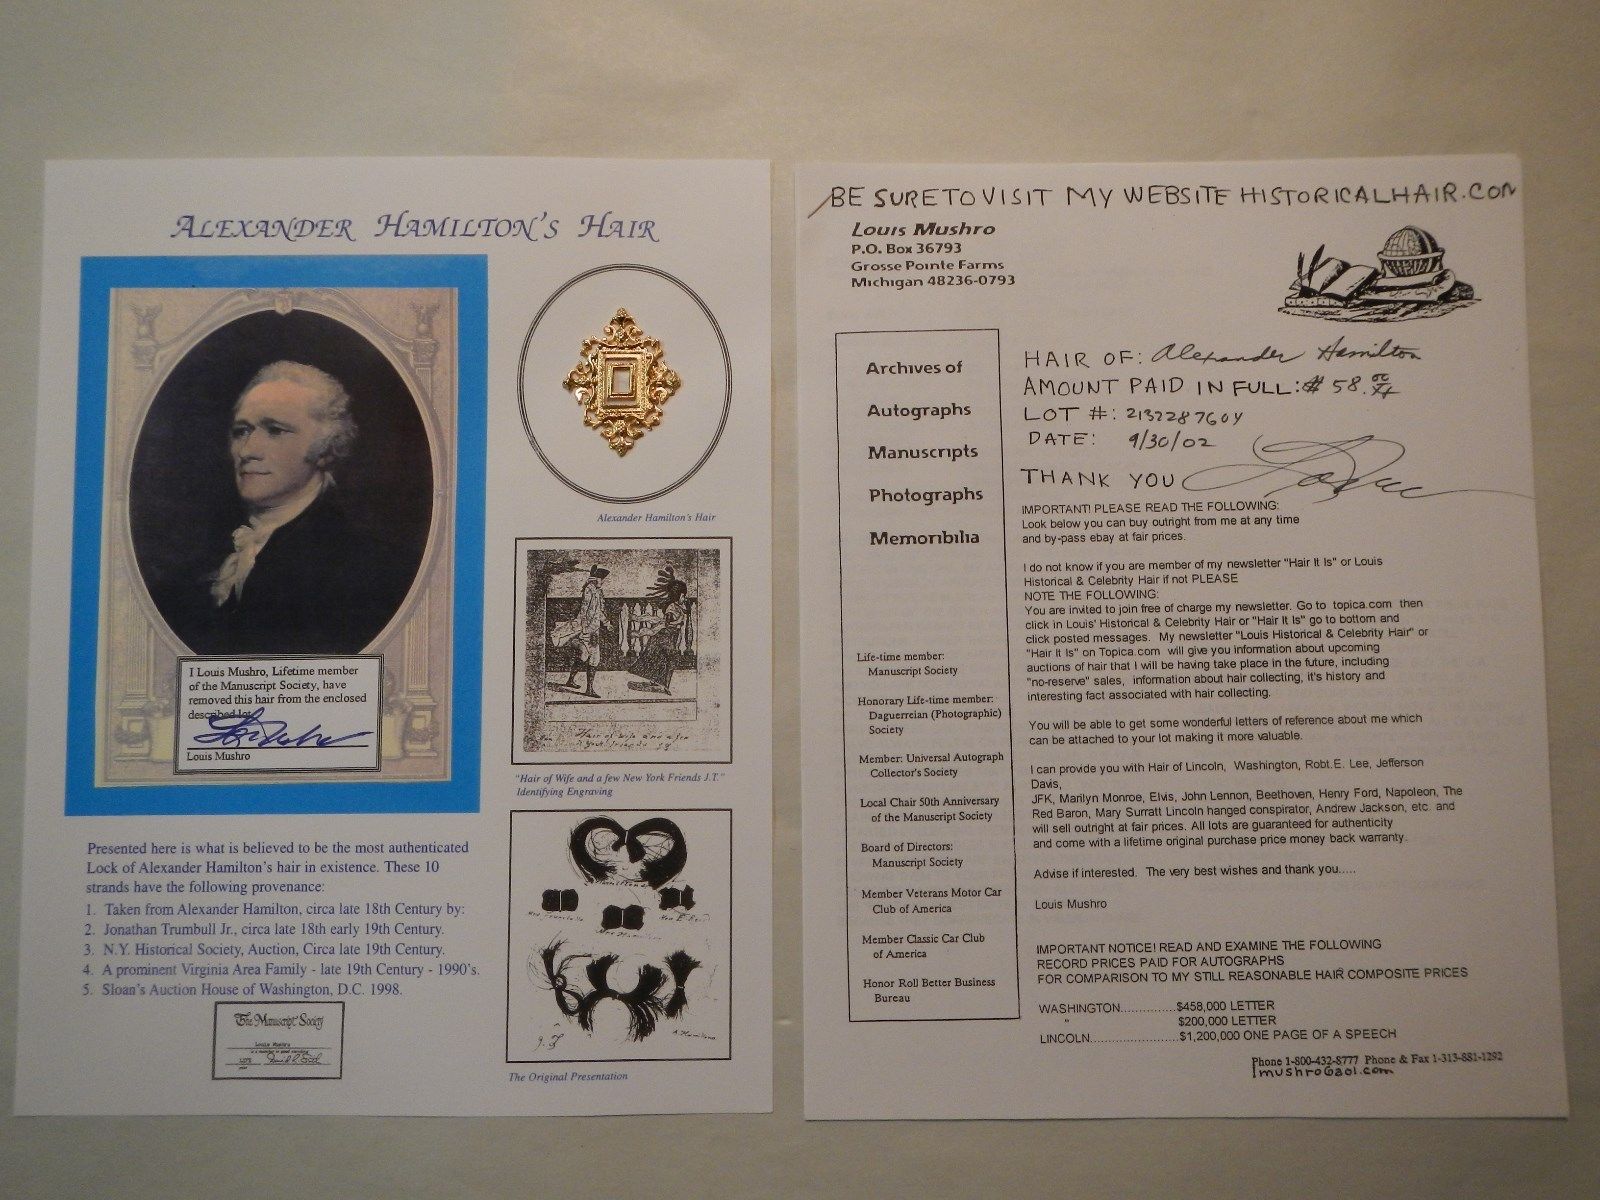 ALEXANDER HAMILTON'S HAIR
I Louis Mushro, Lifetime member
of the Manuscript Society, have
removed this hair from the enclosed
described lot.
Louis Mushro
Alexander Hamilton's Hair
"Hair of Wife and a few New York Friends J.T."
Identifying Engraving
The Original Presentation
Presented here is what is believed to be the most authenticated
Lock of Alexander Hamilton's hair in existence. These 10
strands have the following provenance:
1. Taken from Alexander Hamilton, circa late 18th Century by:
2. Jonathan Trumbull Jr., circa late 18th early 19th Century.
3. N.Y. Historical Society, Auction, Circa late 19th Century.
4. A prominent Virginia Area Family - late 19th Century - 1990's.
5. Sloan's Auction House of Washington, D.C. 1998.
The Manuscript Society
Louis Mushro
BE SURE TO VISIT MY WEBSITE HISTORICALHAIR.COM
Louis Mushro
P.O. Box 36793
Grosse Pointe Farms
Michigan 48236-0793
Archives of
Autographs
Manuscripts
Photographs
Memoribilia
Life-time member:
Manuscript Society
Honorary Life-time member:
Daguerreian (Photographic)
Society
Member: Universal Autograph
Collector's Society
Local Chair 50th Anniversary
of the Manuscript Society
Board of Directors:
Manuscript Society
Member Veterans Motor Car
Club of America
Member Classic Car Club
of America
Honor Roll Better Business
Bureau
HAIR OF: Alexander Hamilton
AMOUNT PAID IN FULL: $58.00
LOT #: 2132287604
DATE: 9/30/02
THANK YOU
IMPORTANT! PLEASE READ THE FOLLOWING:
Look below you can buy outright from me at any time
and by-pass ebay at fair prices.
I do not know if you are member of my newsletter "Hair It Is" or Louis
Historical & Celebrity Hair if not PLEASE
NOTE THE FOLLOWING:
You are invited to join free of charge my newsletter. Go to topica.com then
click in Louis' Historical & Celebrity Hair or "Hair It Is" go to bottom and
click posted messages. My newsletter "Louis Historical & Celebrity Hair" or
"Hair It Is" on Topica.com will give you information about upcoming
auctions of hair that I will be having take place in the future, including
"no-reserve" sales, information about hair collecting, it's history and
interesting fact associated with hair collecting.
You will be able to get some wonderful letters of reference about me which
can be attached to your lot making it more valuable.
I can provide you with Hair of Lincoln, Washington, Robt.E. Lee, Jefferson
Davis,
JFK, Marilyn Monroe, Elvis, John Lennon, Beethoven, Henry Ford, Napoleon, The
Red Baron, Mary Surratt Lincoln hanged conspirator, Andrew Jackson, etc. and
will sell outright at fair prices. All lots are guaranteed for authenticity
and come with a lifetime original purchase price money back warranty.
Advise if interested. The very best wishes and thank you.....
Louis Mushro
IMPORTANT NOTICE! READ AND EXAMINE THE FOLLOWING
RECORD PRICES PAID FOR AUTOGRAPHS
FOR COMPARISON TO MY STILL REASONABLE HAIR COMPOSITE PRICES
WASHINGTON..............$458,000 LETTER
" $200,000 LETTER
LINCOLN......................$1,200,000 ONE PAGE OF A SPEECH
Phone 1-800-432-8777 Phone & Fax 1-313-881-1292
lmushro@aol.com